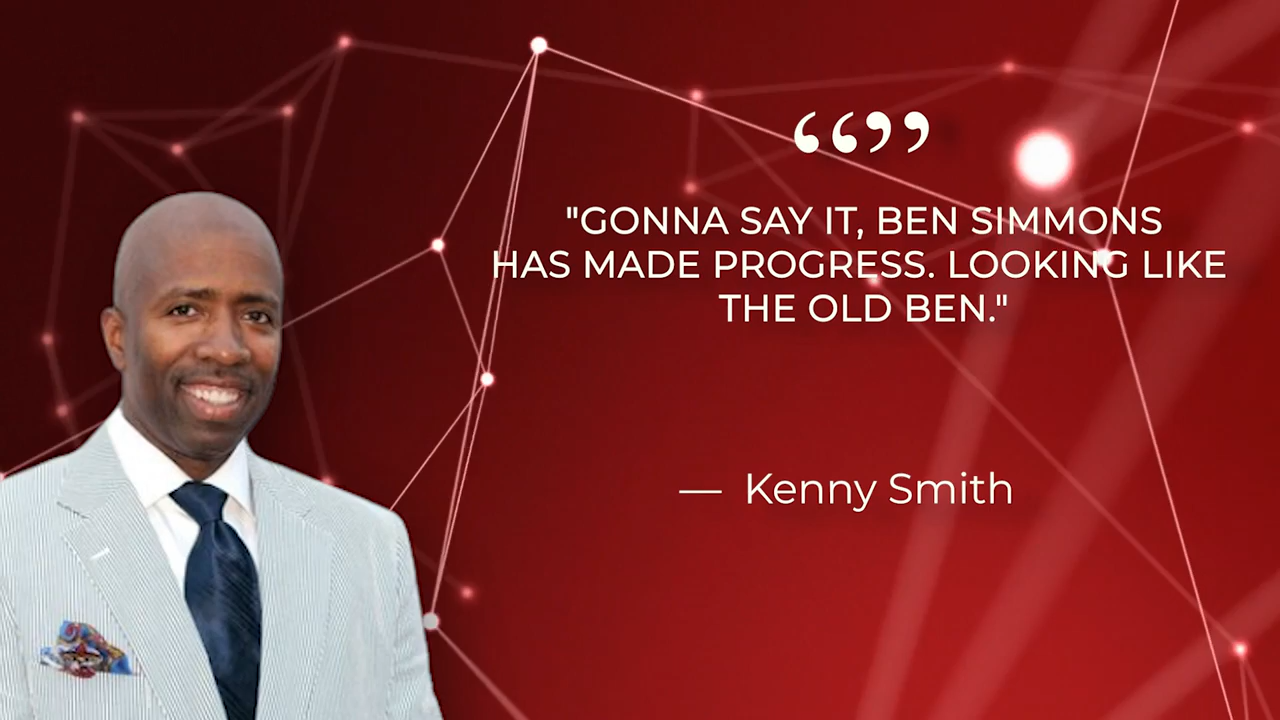 ““””
"GONNA SAY IT, BEN SIMMONS
HAS MADE PROGRESS. LOOKING LIKE
THE OLD BEN."
— Kenny Smith